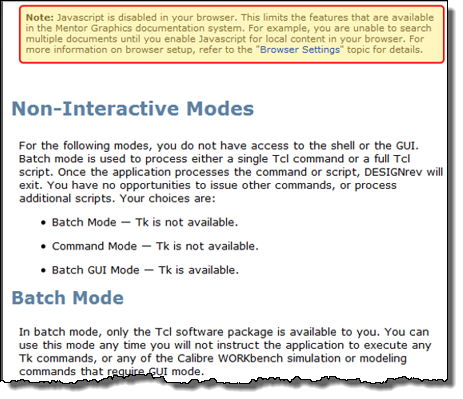 Note: Javascript is disabled in your browser. This limits the features that are available
in the Mentor Graphics documentation system. For example, you are unable to search
multiple documents until you enable Javascript for local content in your browser. For
more information on browser setup, refer to the "Browser Settings" topic for details.
Non-Interactive Modes
For the following modes, you do not have access to the shell or the GUI.
Batch mode is used to process either a single Tcl command or a full Tcl
script. Once the application processes the command or script, DESIGNrev will
exit. You have no opportunities to issue other commands, or process
additional scripts. Your choices are:
• Batch Mode — Tk is not available.
• Command Mode — Tk is not available.
• Batch GUI Mode — Tk is available.
Batch Mode
In batch mode, only the Tcl software package is available to you. You can
use this mode any time you will not instruct the application to execute any
Tk commands, or any of the Calibre WORKbench simulation or modeling
commands that require GUI mode.